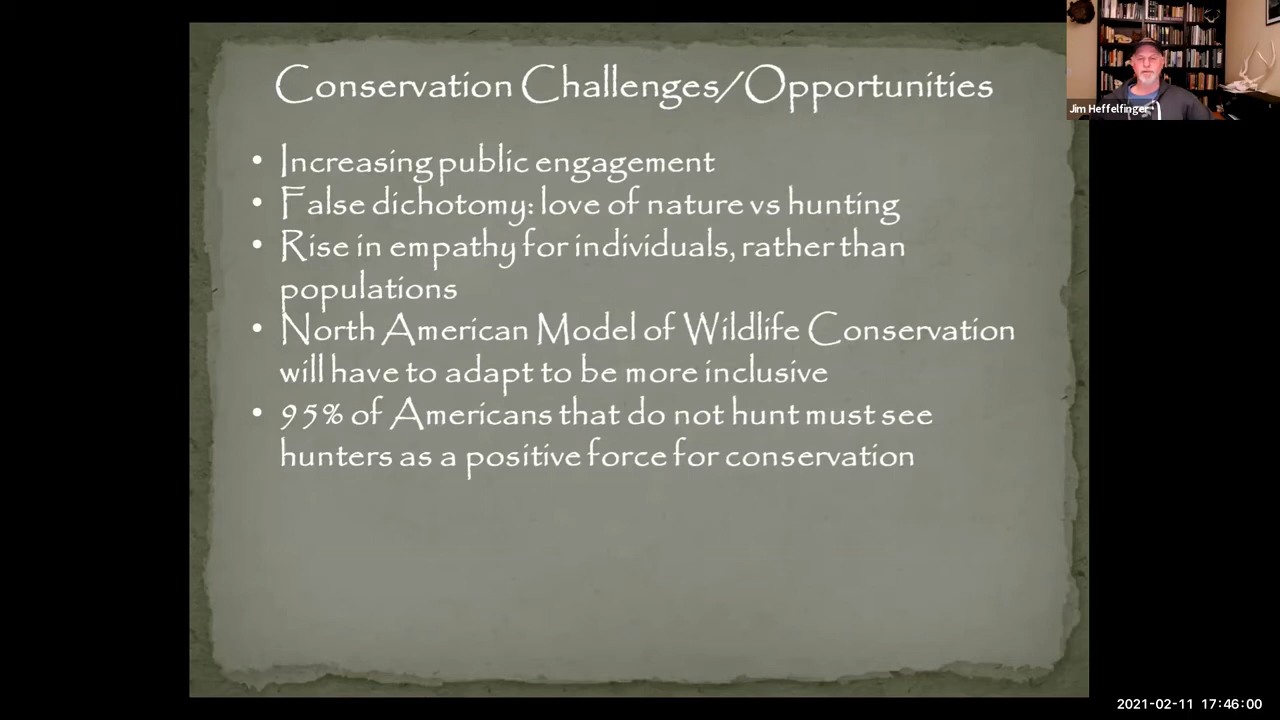 Conservation Challenges/Opportunities
• Increasing public engagement
• False dichotomy: love of nature vs hunting
• Rise in empathy for individuals, rather than
populations
• North American Model of Wildlife Conservation
will have to adapt to be more inclusive
• 95% of Americans that do not hunt must see
hunters as a positive force for conservation
Jim Heffelfinger
2021-02-11 17:46:00